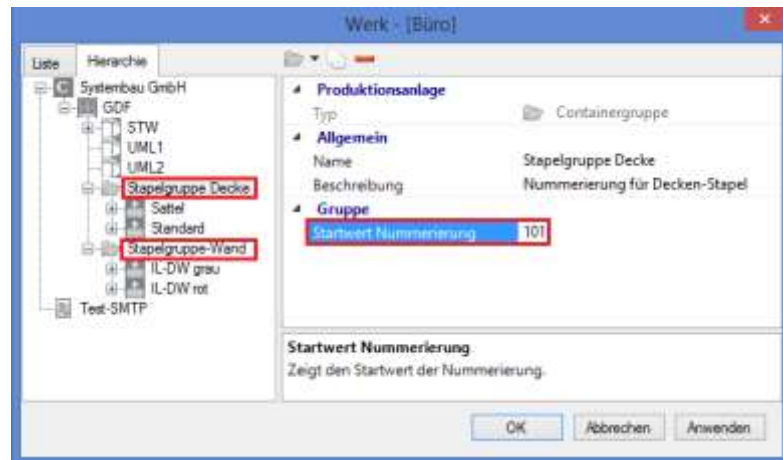 Werk - [Büro]
Liste
Hierarchie
Systembau GmbH
GDF
STW
UML1
UML2
Stapelgruppe Decke
Sattel
Standard
Stapelgruppe-Wand
IL-DW grau
IL-DW rot
Test-SMTP
Produktionsanlage
Typ Containergruppe
Allgemein
Name Stapelgruppe Decke
Beschreibung Nummerierung für Decken-Stapel
Gruppe
Startwert Nummerierung 101
Startwert Nummerierung
Zeigt den Startwert der Nummerierung.
OK Abbrechen Anwenden